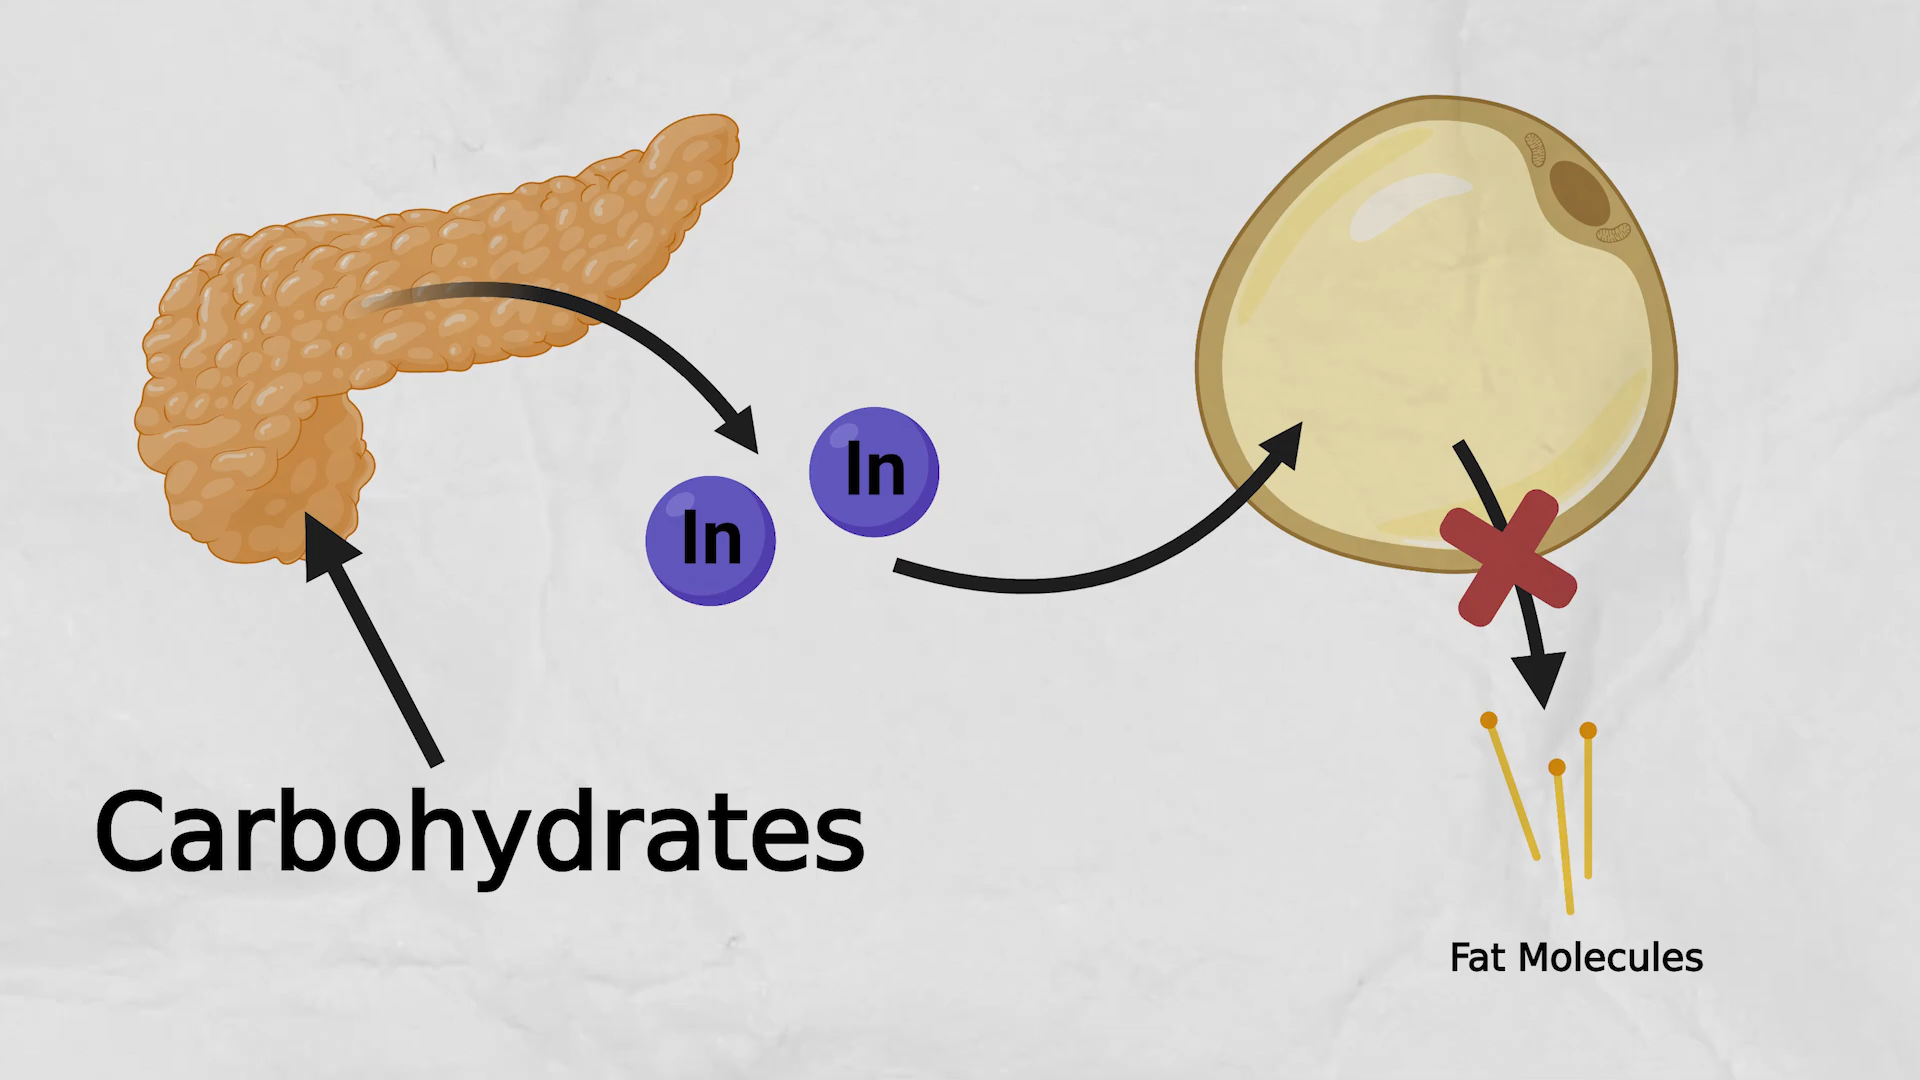 In
In
Carbohydrates
Fat Molecules